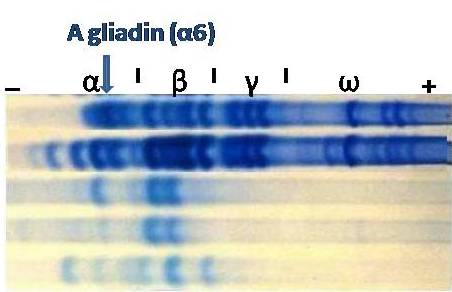 A gliadin (α6)
– α ı β ı γ ı ω +